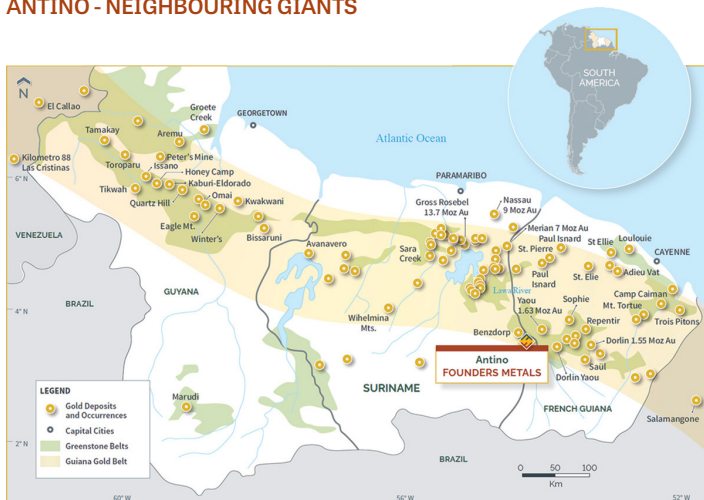 ANTINO - NEIGHBOURING GIANTS
SOUTH
AMERICA
N
El Callao
Groete
Creek
GEORGETOWN
Tamakay
Aremu
Atlantic Ocean
Kilometro 88
Las Cristinas
Toroparu
Peter's Mine
Issano
Honey Camp
6° N
Tikwah
Kaburi-Eldorado
Omai
Quartz Hill
Kwakwani
PARAMARIBO
Gross Rosebel
13.7 Moz Au
Nassau
9 Moz Au
Eagle Mt.
Winter's
Bissaruni
Merian 7 Moz Au
VENEZUELA
Avanavero
Sara
Creek
St. Pierre
Paul Isnard
St Ellie
Loulouie
CAYENNE
Paul
Isnard
St. Elie
Adieu Vat
BRAZIL
GUYANA
Lawa River
Yaou
1.63 Moz Au
Sophie
Camp Caiman
Mt. Tortue
4° N
Wihelmina
Mts.
Benzdorp
Repentir
Trois Pitons
Dorlin 1.55 Moz Au
Antino
FOUNDERS METALS
Saül
Dorlin Yaou
SURINAME
LEGEND
Gold Deposits
and Occurrences
Capital Cities
Greenstone Belts
Guiana Gold Belt
Marudi
FRENCH GUIANA
Salamangone
2° N
BRAZIL
0 50 100
Km
60° W
56° W
52° W